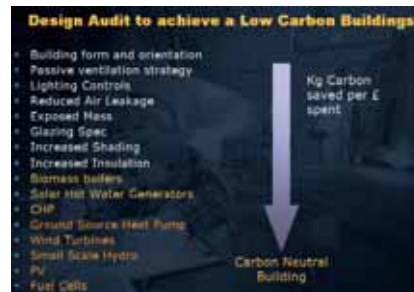 Design Audit to achieve a Low Carbon Buildings
Building form and orientation
Passive ventilation strategy
Lighting Controls
Reduced Air Leakage
Exposed Mass
Glazing Spec
Increased Shading
Increased Insulation
Biomass boilers
Solar Hot Water Generators
CHP
Ground Source Heat Pump
Wind Turbines
Small Scale Hydro
PV
Fuel Cells
Kg Carbon
saved per £
spent
Carbon Neutral
Building